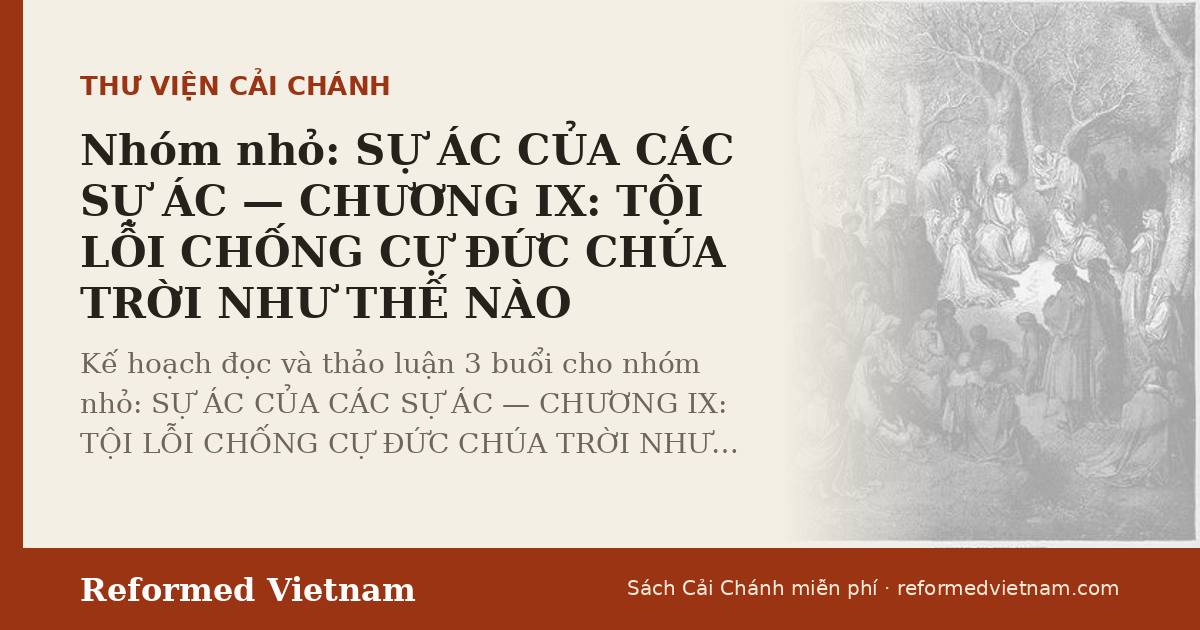 THƯ VIỆN CẢI CHÁNH
Nhóm nhỏ: SỰ ÁC CỦA CÁC
SỰ ÁC — CHƯƠNG IX: TỘI
LỖI CHỐNG CỰ ĐỨC CHÚA
TRỜI NHƯ THẾ NÀO
Kế hoạch đọc và thảo luận 3 buổi cho nhóm
nhỏ: SỰ ÁC CỦA CÁC SỰ ÁC — CHƯƠNG IX:
TỘI LỖI CHỐNG CỰ ĐỨC CHÚA TRỜI NHƯ…
Reformed Vietnam
Sách Cải Chánh miễn phí · reformedvietnam.com